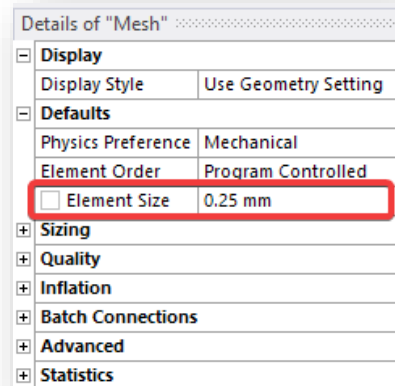 Details of "Mesh"
Display
Display Style Use Geometry Setting
Defaults
Physics Preference Mechanical
Element Order Program Controlled
Element Size 0.25 mm
Sizing
Quality
Inflation
Batch Connections
Advanced
Statistics